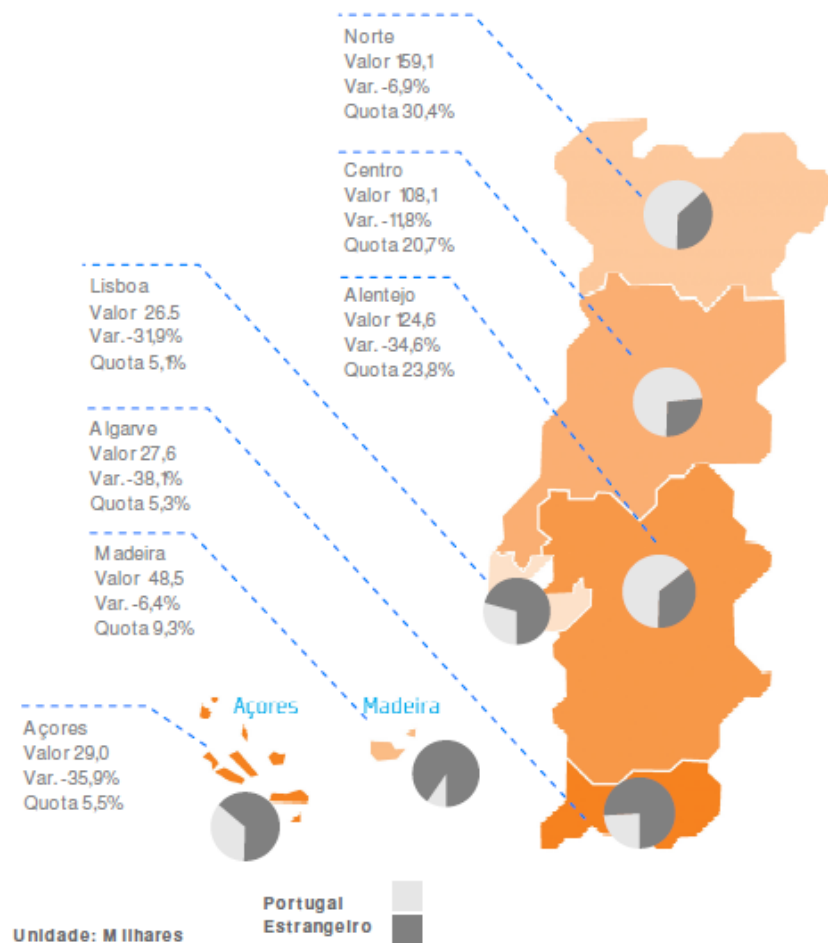 Norte
Valor 159,1
Var. -6,9%
Quota 30,4%
Centro
Valor 108,1
Var. -11,8%
Quota 20,7%
Lisboa
Valor 26.5
Var. -31,9%
Quota 5,1%
Alentejo
Valor 124,6
Var. -34,6%
Quota 23,8%
Algarve
Valor 27,6
Var. -38,1%
Quota 5,3%
Madeira
Valor 48,5
Var. -6,4%
Quota 9,3%
Açores
Madeira
Açores
Valor 29,0
Var. -35,9%
Quota 5,5%
Portugal
Estrangeiro
Unidade: Milhares